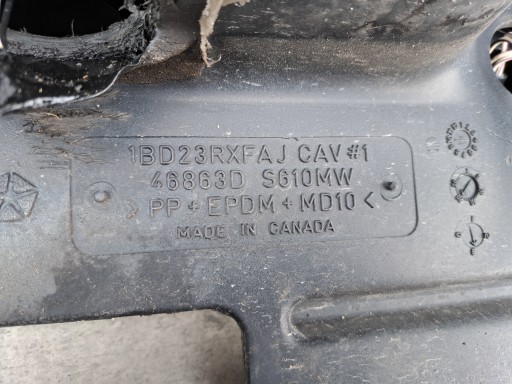 1BD23RXFAJ CAV #1
46863D S610MW
> PP + EPDM + MD10 <
MADE IN CANADA